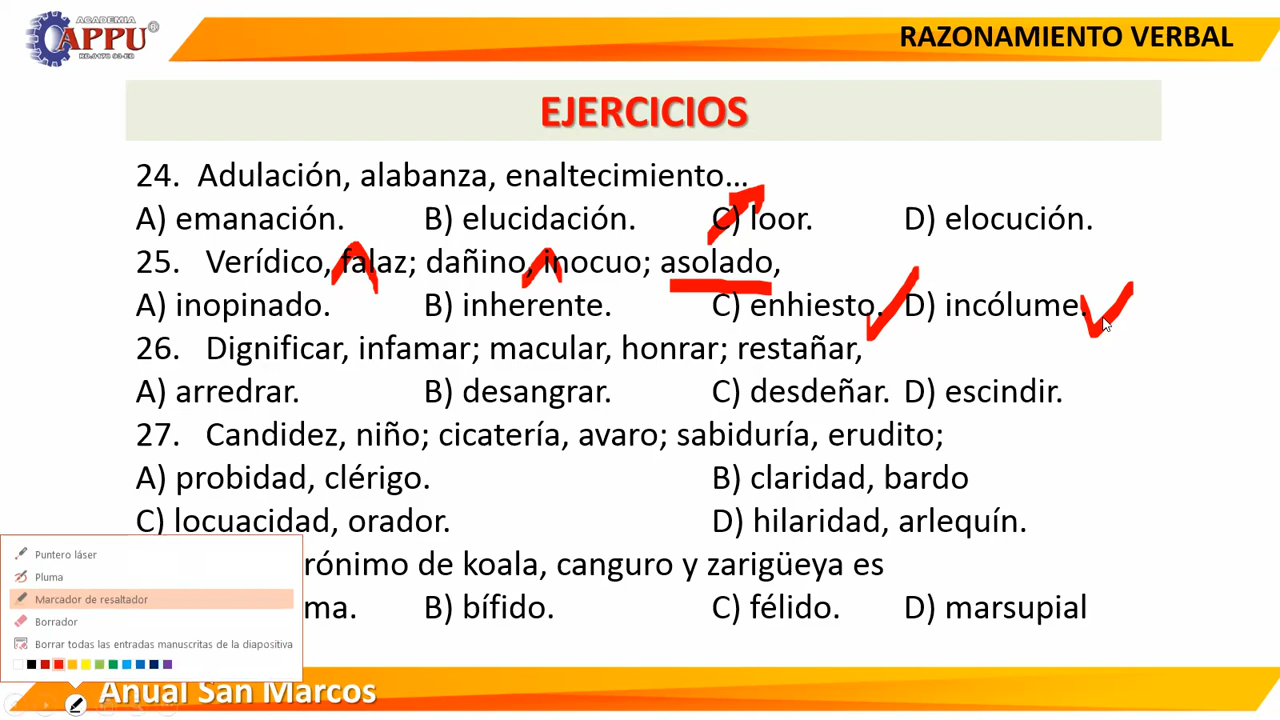 ACADEMIA
APPU
RAZONAMIENTO VERBAL
EJERCICIOS
24. Adulación, alabanza, enaltecimiento...
A) emanación. B) elucidación. C) loor. D) elocución.
25. Verídico, falaz; dañino, inocuo; asolado,
A) inopinado. B) inherente. C) enhiesto. D) incólume.
26. Dignificar, infamar; macular, honrar; restañar,
A) arredrar. B) desangrar. C) desdeñar. D) escindir.
27. Candidez, niño; cicatería, avaro; sabiduría, erudito;
A) probidad, clérigo. B) claridad, bardo
C) locuacidad, orador. D) hilaridad, arlequín.
rónimo de koala, canguro y zarigüeya es
ma. B) bífido. C) félido. D) marsupial
Puntero láser
Pluma
Marcador de resaltador
Borrador
Borrar todas las entradas manuscritas de la diapositiva
Anual San Marcos